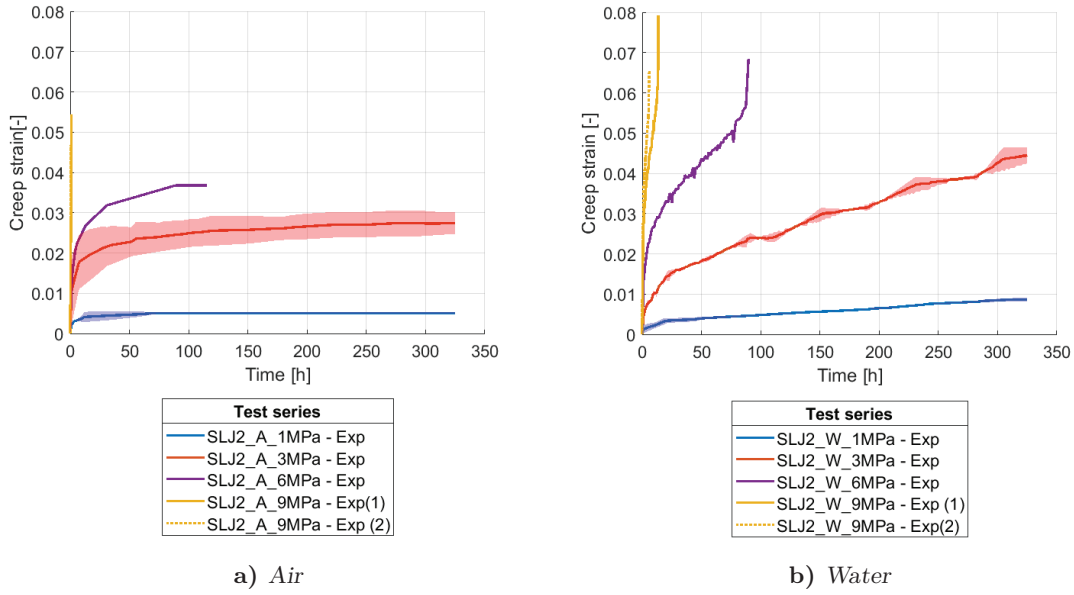 0.08
0.07
0.06
0.05
0.04
0.03
0.02
0.01
0
Creep strain[-]
0 50 100 150 200 250 300 350
Time [h]
Test series
SLJ2_A_1MPa - Exp
SLJ2_A_3MPa - Exp
SLJ2_A_6MPa - Exp
SLJ2_A_9MPa - Exp(1)
SLJ2_A_9MPa - Exp (2)
a) Air
0.08
0.07
0.06
0.05
0.04
0.03
0.02
0.01
0
Creep strain [-]
0 50 100 150 200 250 300 350
Time [h]
Test series
SLJ2_W_1MPa - Exp
SLJ2_W_3MPa - Exp
SLJ2_W_6MPa - Exp
SLJ2_W_9MPa - Exp (1)
SLJ2_W_9MPa - Exp(2)
b) Water